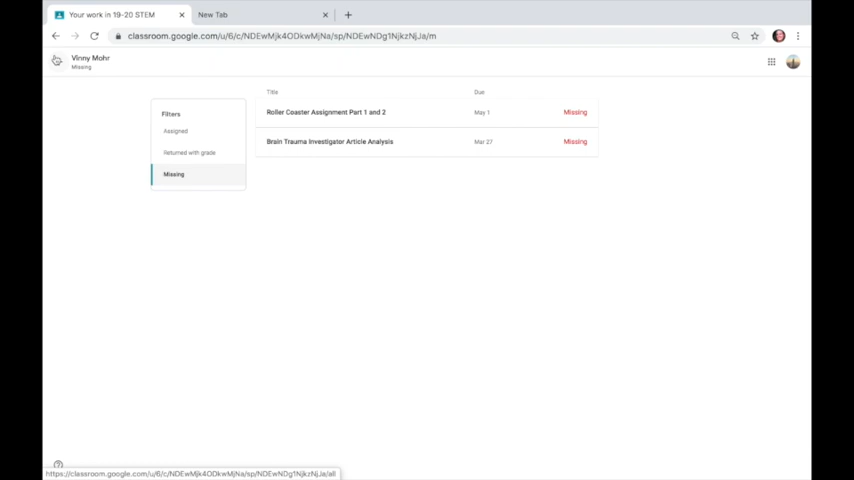 Your work in 19-20 STEM
New Tab
classroom.google.com/u/6/c/NDEwMjk4ODkwMjNa/sp/NDEwNDg1NjkzNjJa/m
Vinny Mohr
Missing
Title Due
Filters
Assigned
Returned with grade
Missing
Roller Coaster Assignment Part 1 and 2 May 1 Missing
Brain Trauma Investigator Article Analysis Mar 27 Missing
https://classroom.google.com/u/6/c/NDEwMjk4ODkwMjNa/sp/NDEwNDg1NjkzNjJa/all